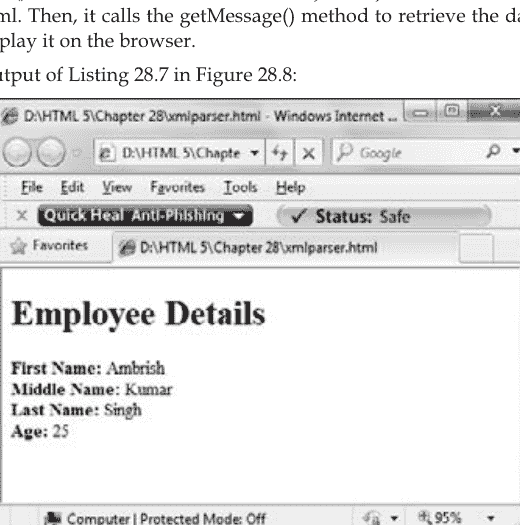 ml. Then, it calls the getMessage() method to retrieve the da
play it on the browser.
utput of Listing 28.7 in Figure 28.8:
D:\HTML 5\Chapter 28\xmlparser.html - Windows Internet ...
D:\HTML 5\Chapte
Google
File Edit View Favorites Tools Help
× Quick Heal Anti-Phishing ✓ Status: Safe
Favorites D:\HTML 5\Chapter 28\xmlparser.html
Employee Details
First Name: Ambrish
Middle Name: Kumar
Last Name: Singh
Age: 25
Computer | Protected Mode: Off 95%